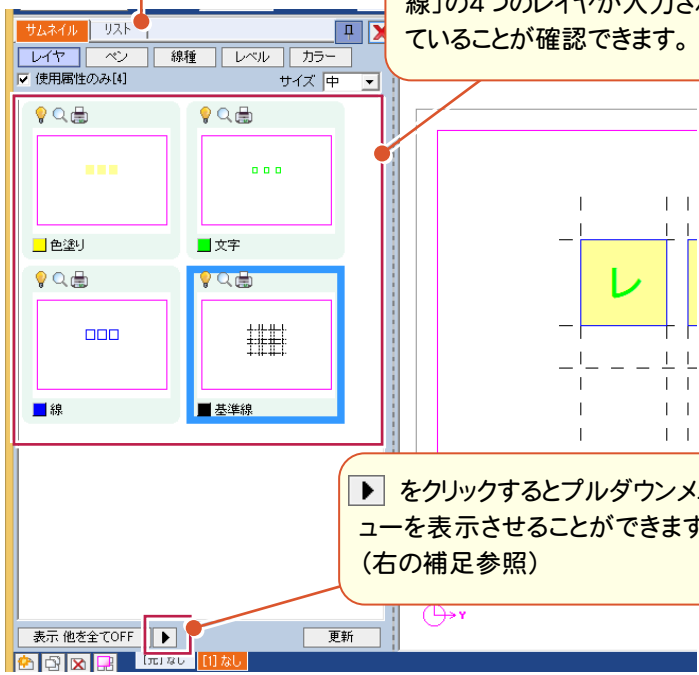 線」の4つのレイヤが入力され
ていることが確認できます。
サムネイル リスト
レイヤ ペン 線種 レベル カラー
使用属性のみ[4] サイズ 中
色塗り 文字
線 基準線
レ
をクリックするとプルダウンメニ
ューを表示させることができます
(右の補足参照)
Y
表示 他を全てOFF 更新
[元] なし [1] なし